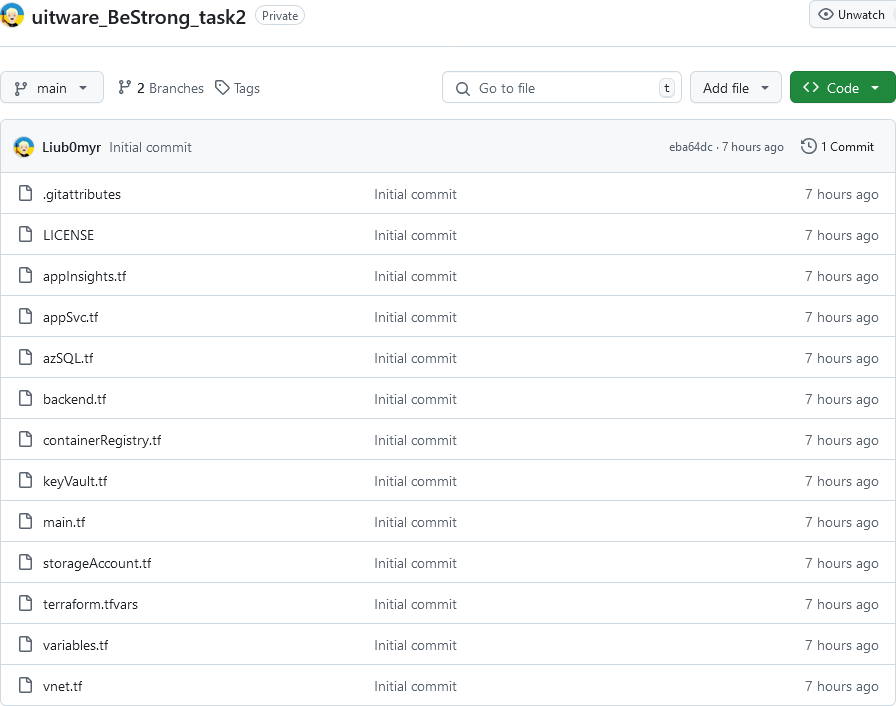 uitware_BeStrong_task2 Private Unwatch
main 2 Branches Tags Go to file t Add file Code
Liub0myr Initial commit eba64dc · 7 hours ago 1 Commit
.gitattributes Initial commit 7 hours ago
LICENSE Initial commit 7 hours ago
appInsights.tf Initial commit 7 hours ago
appSvc.tf Initial commit 7 hours ago
azSQL.tf Initial commit 7 hours ago
backend.tf Initial commit 7 hours ago
containerRegistry.tf Initial commit 7 hours ago
keyVault.tf Initial commit 7 hours ago
main.tf Initial commit 7 hours ago
storageAccount.tf Initial commit 7 hours ago
terraform.tfvars Initial commit 7 hours ago
variables.tf Initial commit 7 hours ago
vnet.tf Initial commit 7 hours ago